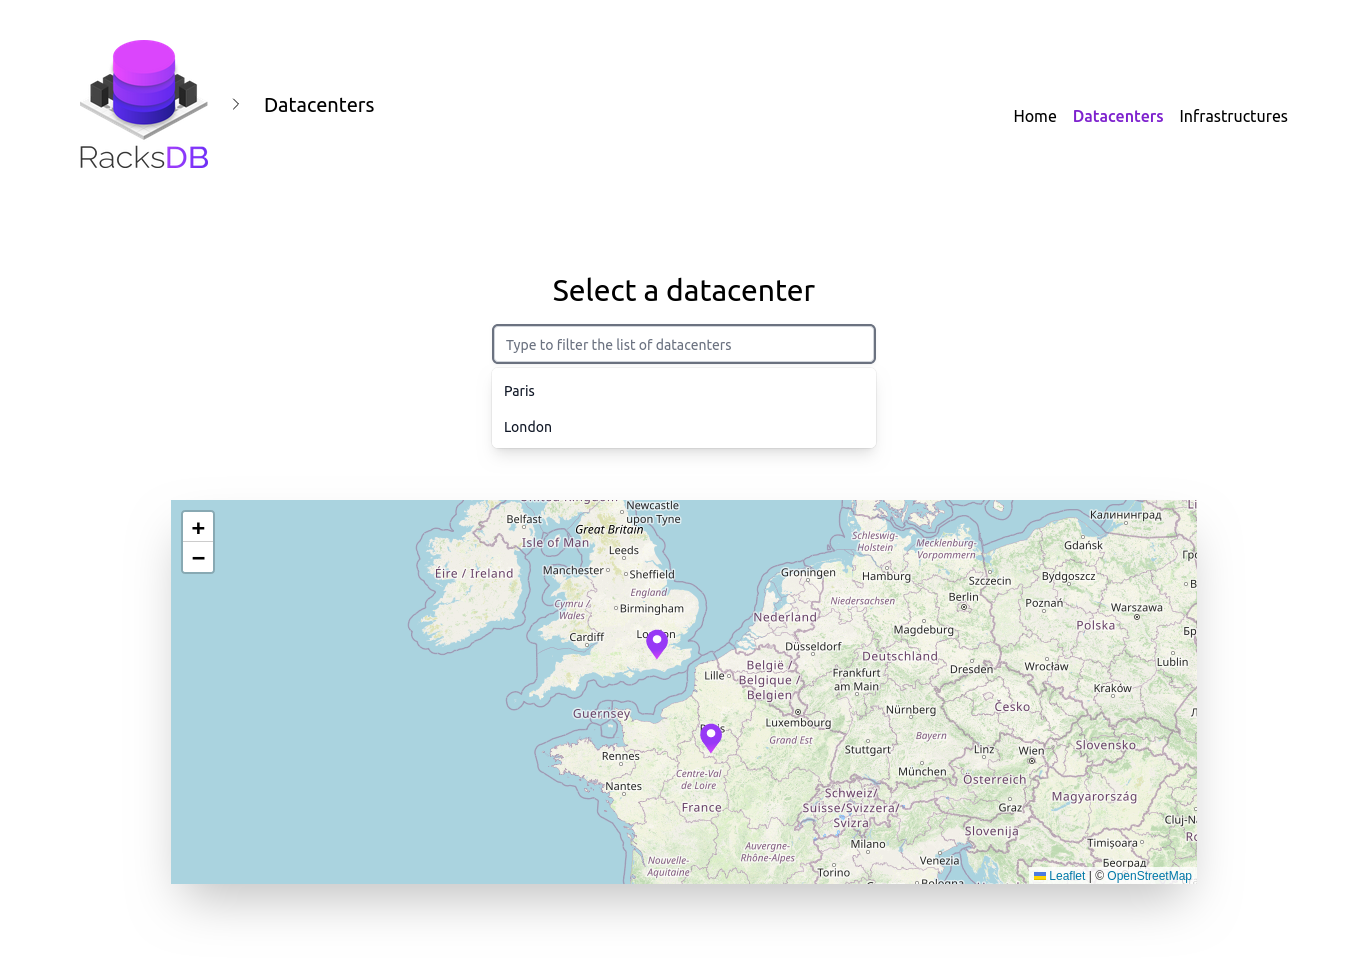 RacksDB
Datacenters
Home
Datacenters
Infrastructures
Select a datacenter
Type to filter the list of datacenters
Paris
London
+
−
Belfast
Newcastle
upon Tyne
Great Britain
Isle of Man
Leeds
Éire / Ireland
Manchester
Sheffield
England
Cymru /
Wales
Birmingham
Cardiff
Guernsey
Rennes
Nantes
Lille
Centre-Val
de Loire
France
Nouvelle-
Aquitaine
Auvergne-
Rhône-Alpes
Grand Est
Luxembourg
België /
Belgique /
Belgien
Nederland
Groningen
Schleswig-
Holstein
Hamburg
Mecklenburg-
Vorpommern
Niedersachsen
Düsseldorf
Magdeburg
Berlin
Deutschland
Frankfurt
am Main
Dresden
Nürnberg
Stuttgart
Bayern
München
Schweiz/
Suisse/Svizzera/
Svizra
Milano
Torino
Venezia
Bologna
Szczecin
Bydgoszcz
Gdańsk
Калининград
Poznań
Warszawa
Polska
Wrocław
Lublin
Kraków
Česko
Linz
Wien
Österreich
Graz
Slovensko
Magyarország
Slovenija
Timișoara
Београд
Leaflet | © OpenStreetMap